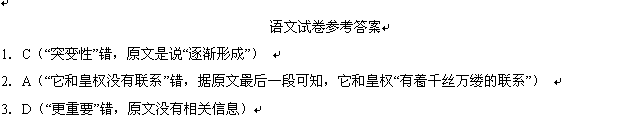 语文试卷参考答案
1. C（“突变性”错，原文是说“逐渐形成”）
2. A（“它和皇权没有联系”错，据原文最后一段可知，它和皇权“有着千丝万缕的联系”）
3. D（“更重要”错，原文没有相关信息）